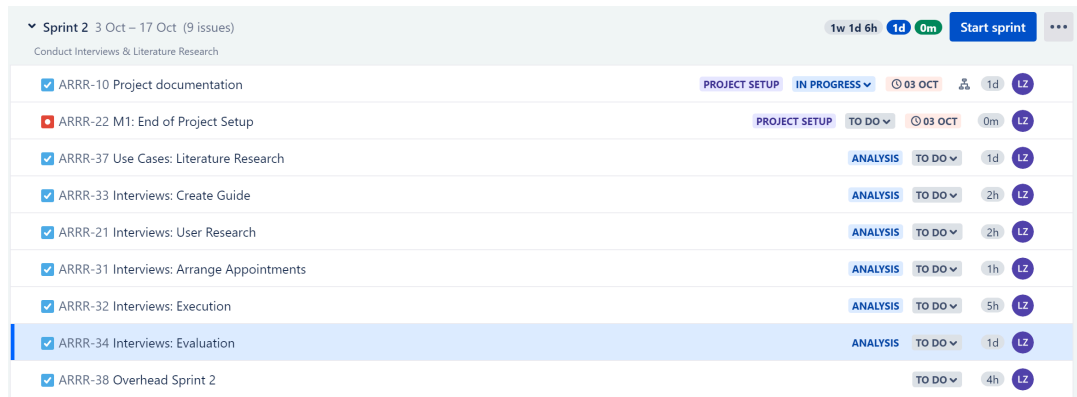 Sprint 2 3 Oct – 17 Oct (9 issues) 1w 1d 6h 1d 0m Start sprint
Conduct Interviews & Literature Research
ARRR-10 Project documentation PROJECT SETUP IN PROGRESS 03 OCT 1d LZ
ARRR-22 M1: End of Project Setup PROJECT SETUP TO DO 03 OCT 0m LZ
ARRR-37 Use Cases: Literature Research ANALYSIS TO DO 1d LZ
ARRR-33 Interviews: Create Guide ANALYSIS TO DO 2h LZ
ARRR-21 Interviews: User Research ANALYSIS TO DO 2h LZ
ARRR-31 Interviews: Arrange Appointments ANALYSIS TO DO 1h LZ
ARRR-32 Interviews: Execution ANALYSIS TO DO 5h LZ
ARRR-34 Interviews: Evaluation ANALYSIS TO DO 1d LZ
ARRR-38 Overhead Sprint 2 TO DO 4h LZ